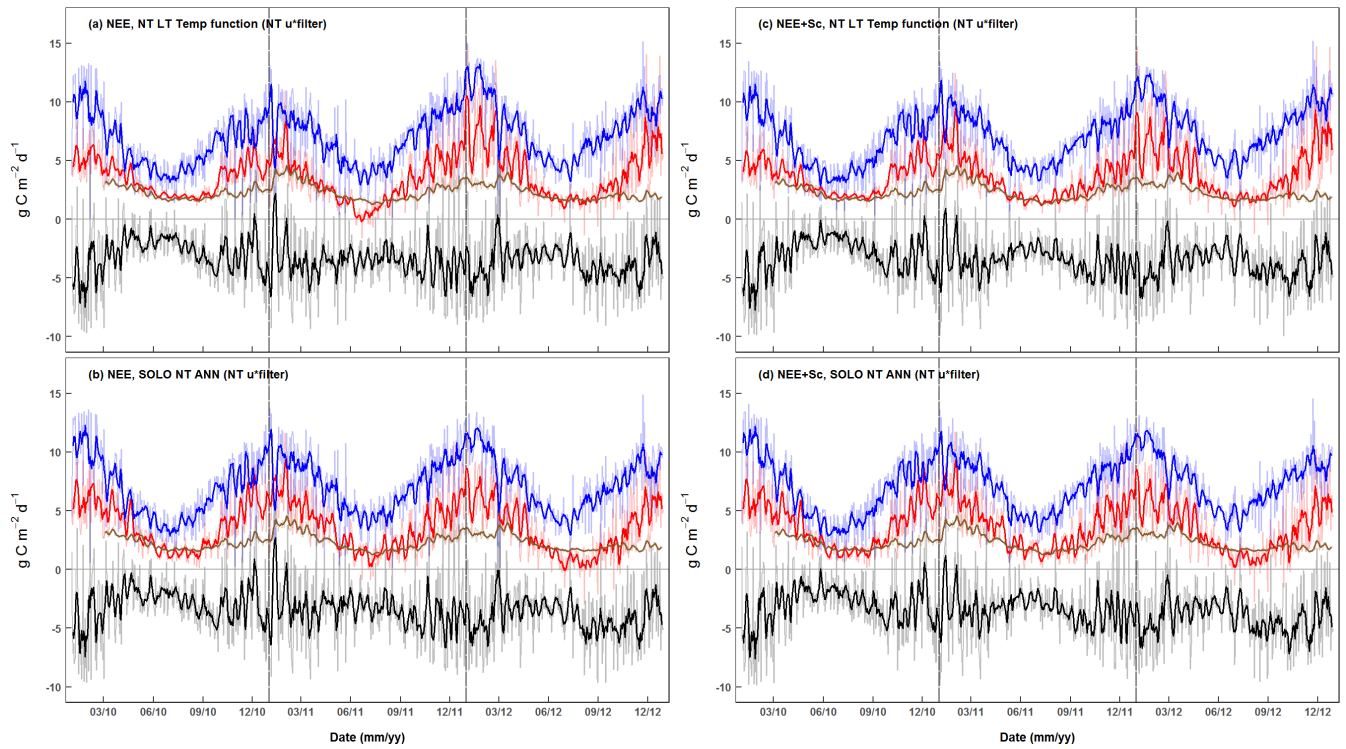 (a) NEE, NT LT Temp function (NT u*filter)
15
10
5
0
-5
-10
g C m⁻² d⁻¹
(c) NEE+Sc, NT LT Temp function (NT u*filter)
15
10
5
0
-5
-10
g C m⁻² d⁻¹
(b) NEE, SOLO NT ANN (NT u*filter)
15
10
5
0
-5
-10
g C m⁻² d⁻¹
03/10 06/10 09/10 12/10 03/11 06/11 09/11 12/11 03/12 06/12 09/12 12/12
Date (mm/yy)
(d) NEE+Sc, SOLO NT ANN (NT u*filter)
15
10
5
0
-5
-10
g C m⁻² d⁻¹
03/10 06/10 09/10 12/10 03/11 06/11 09/11 12/11 03/12 06/12 09/12 12/12
Date (mm/yy)